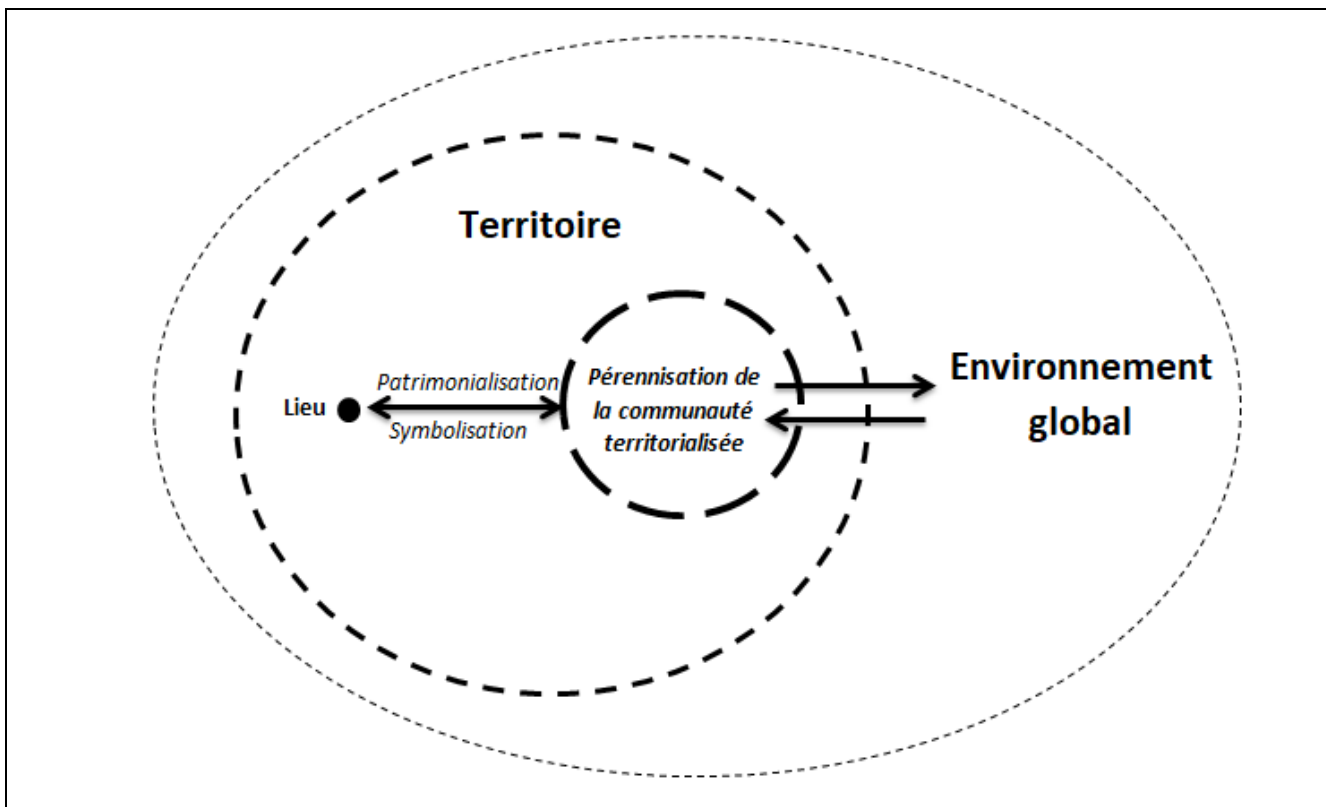 Territoire
Patrimonialisation
Lieu
Symbolisation
Pérennisation de
la communauté
territorialisée
Environnement
global